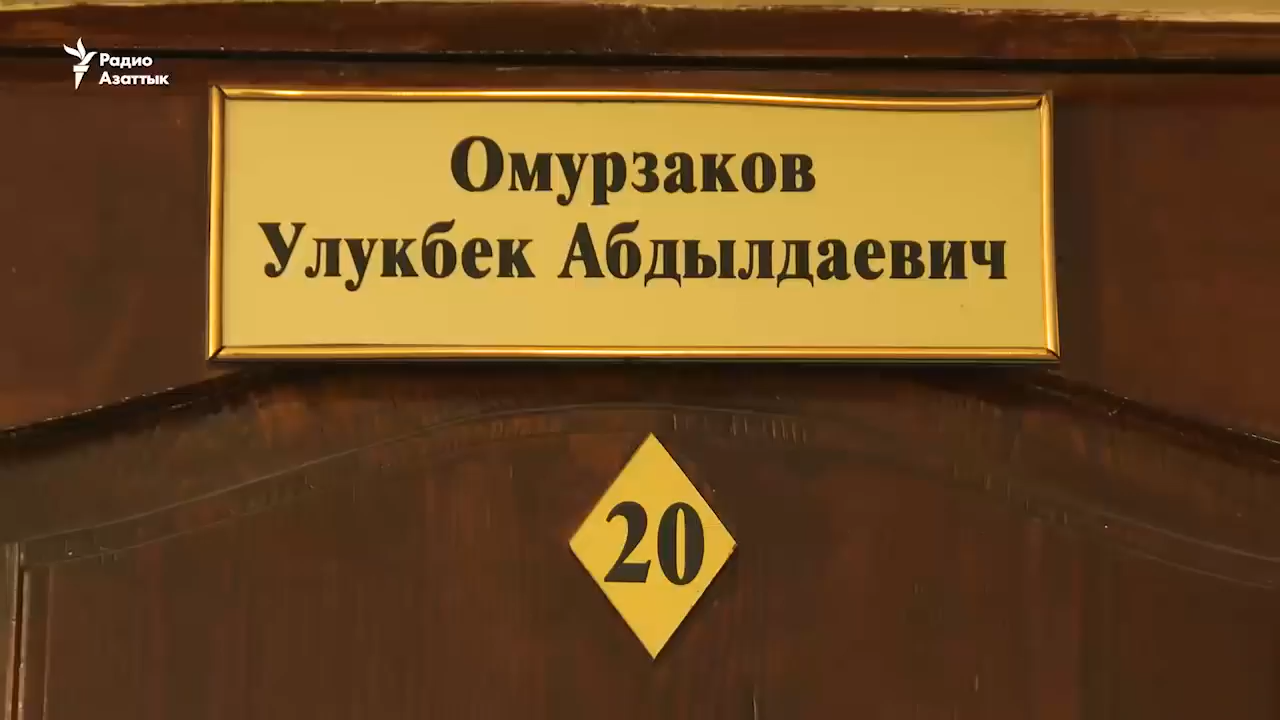 Радио
Азаттык
Омурзаков
Улукбек Абдылдаевич
20